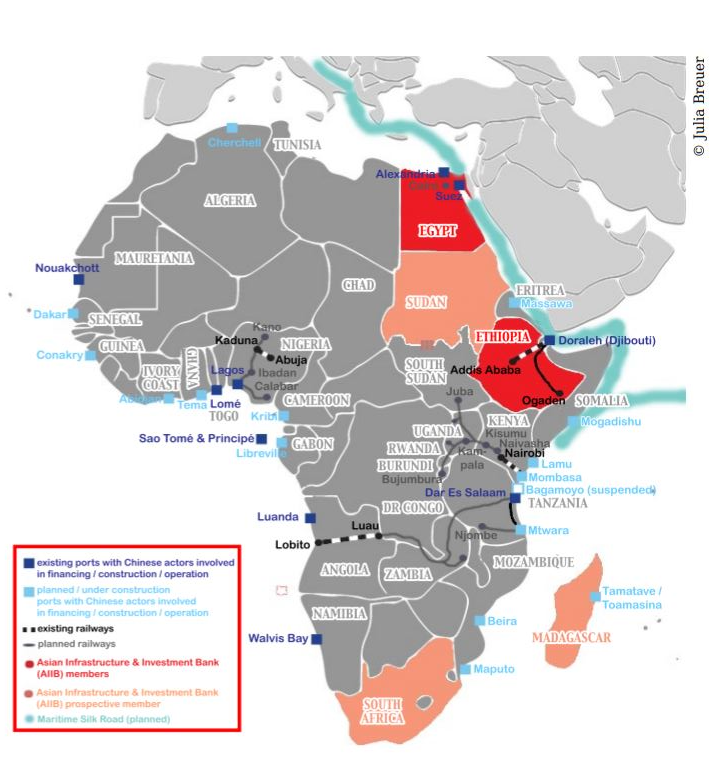 © Julia Breuer
Cherchell
TUNISIA
Alexandria
Cairo
Suez
ALGERIA
EGYPT
MAURETANIA
Nouakchott
CHAD
ERITREA
Massawa
SUDAN
Dakar
SENEGAL
Kano
ETHIOPIA
Doraleh (Djibouti)
GUINEA
Kaduna
NIGERIA
Conakry
Abuja
GHANA
SOUTH
SUDAN
Addis Ababa
IVORY
COAST
Lagos
Ibadan
Calabar
Juba
Ogaden
SOMALIA
Abidjan
Tema
Lomé
TOGO
CAMEROON
Kribi
KENYA
Mogadishu
UGANDA
Kisumu
Sao Tomé & Principé
GABON
Naivasha
RWANDA
Nairobi
Libreville
Kam-
pala
BURUNDI
Lamu
Bujumbura
Mombasa
Dar Es Salaam
Bagamoyo (suspended)
TANZANIA
DR CONGO
Luanda
Luau
Mtwara
Lobito
Njombe
MOZAMBIQUE
ANGOLA
ZAMBIA
Tamatave /
Toamasina
NAMIBIA
Beira
MADAGASCAR
Walvis Bay
Maputo
SOUTH
AFRICA
existing ports with Chinese actors involved
in financing / construction / operation
planned / under construction
ports with Chinese actors involved
in financing / construction / operation
existing railways
planned railways
Asian Infrastructure & Investment Bank
(AIIB) members
Asian Infrastructure & Investment Bank
(AIIB) prospective member
Maritime Silk Road (planned)